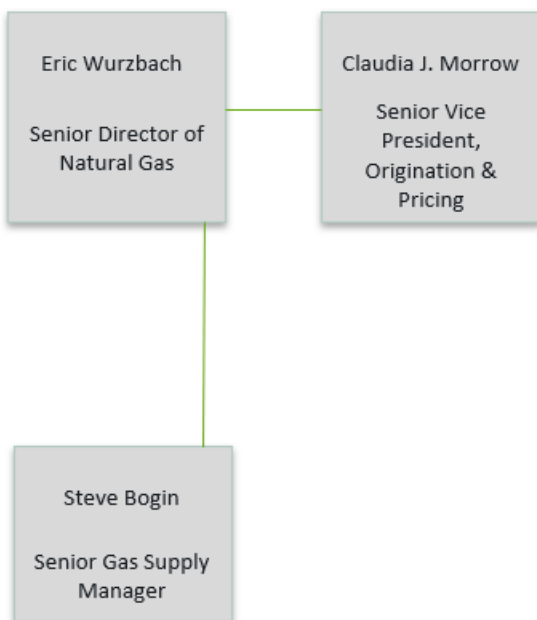 Eric Wurzbach
Senior Director of
Natural Gas
Claudia J. Morrow
Senior Vice
President,
Origination &
Pricing
Steve Bogin
Senior Gas Supply
Manager